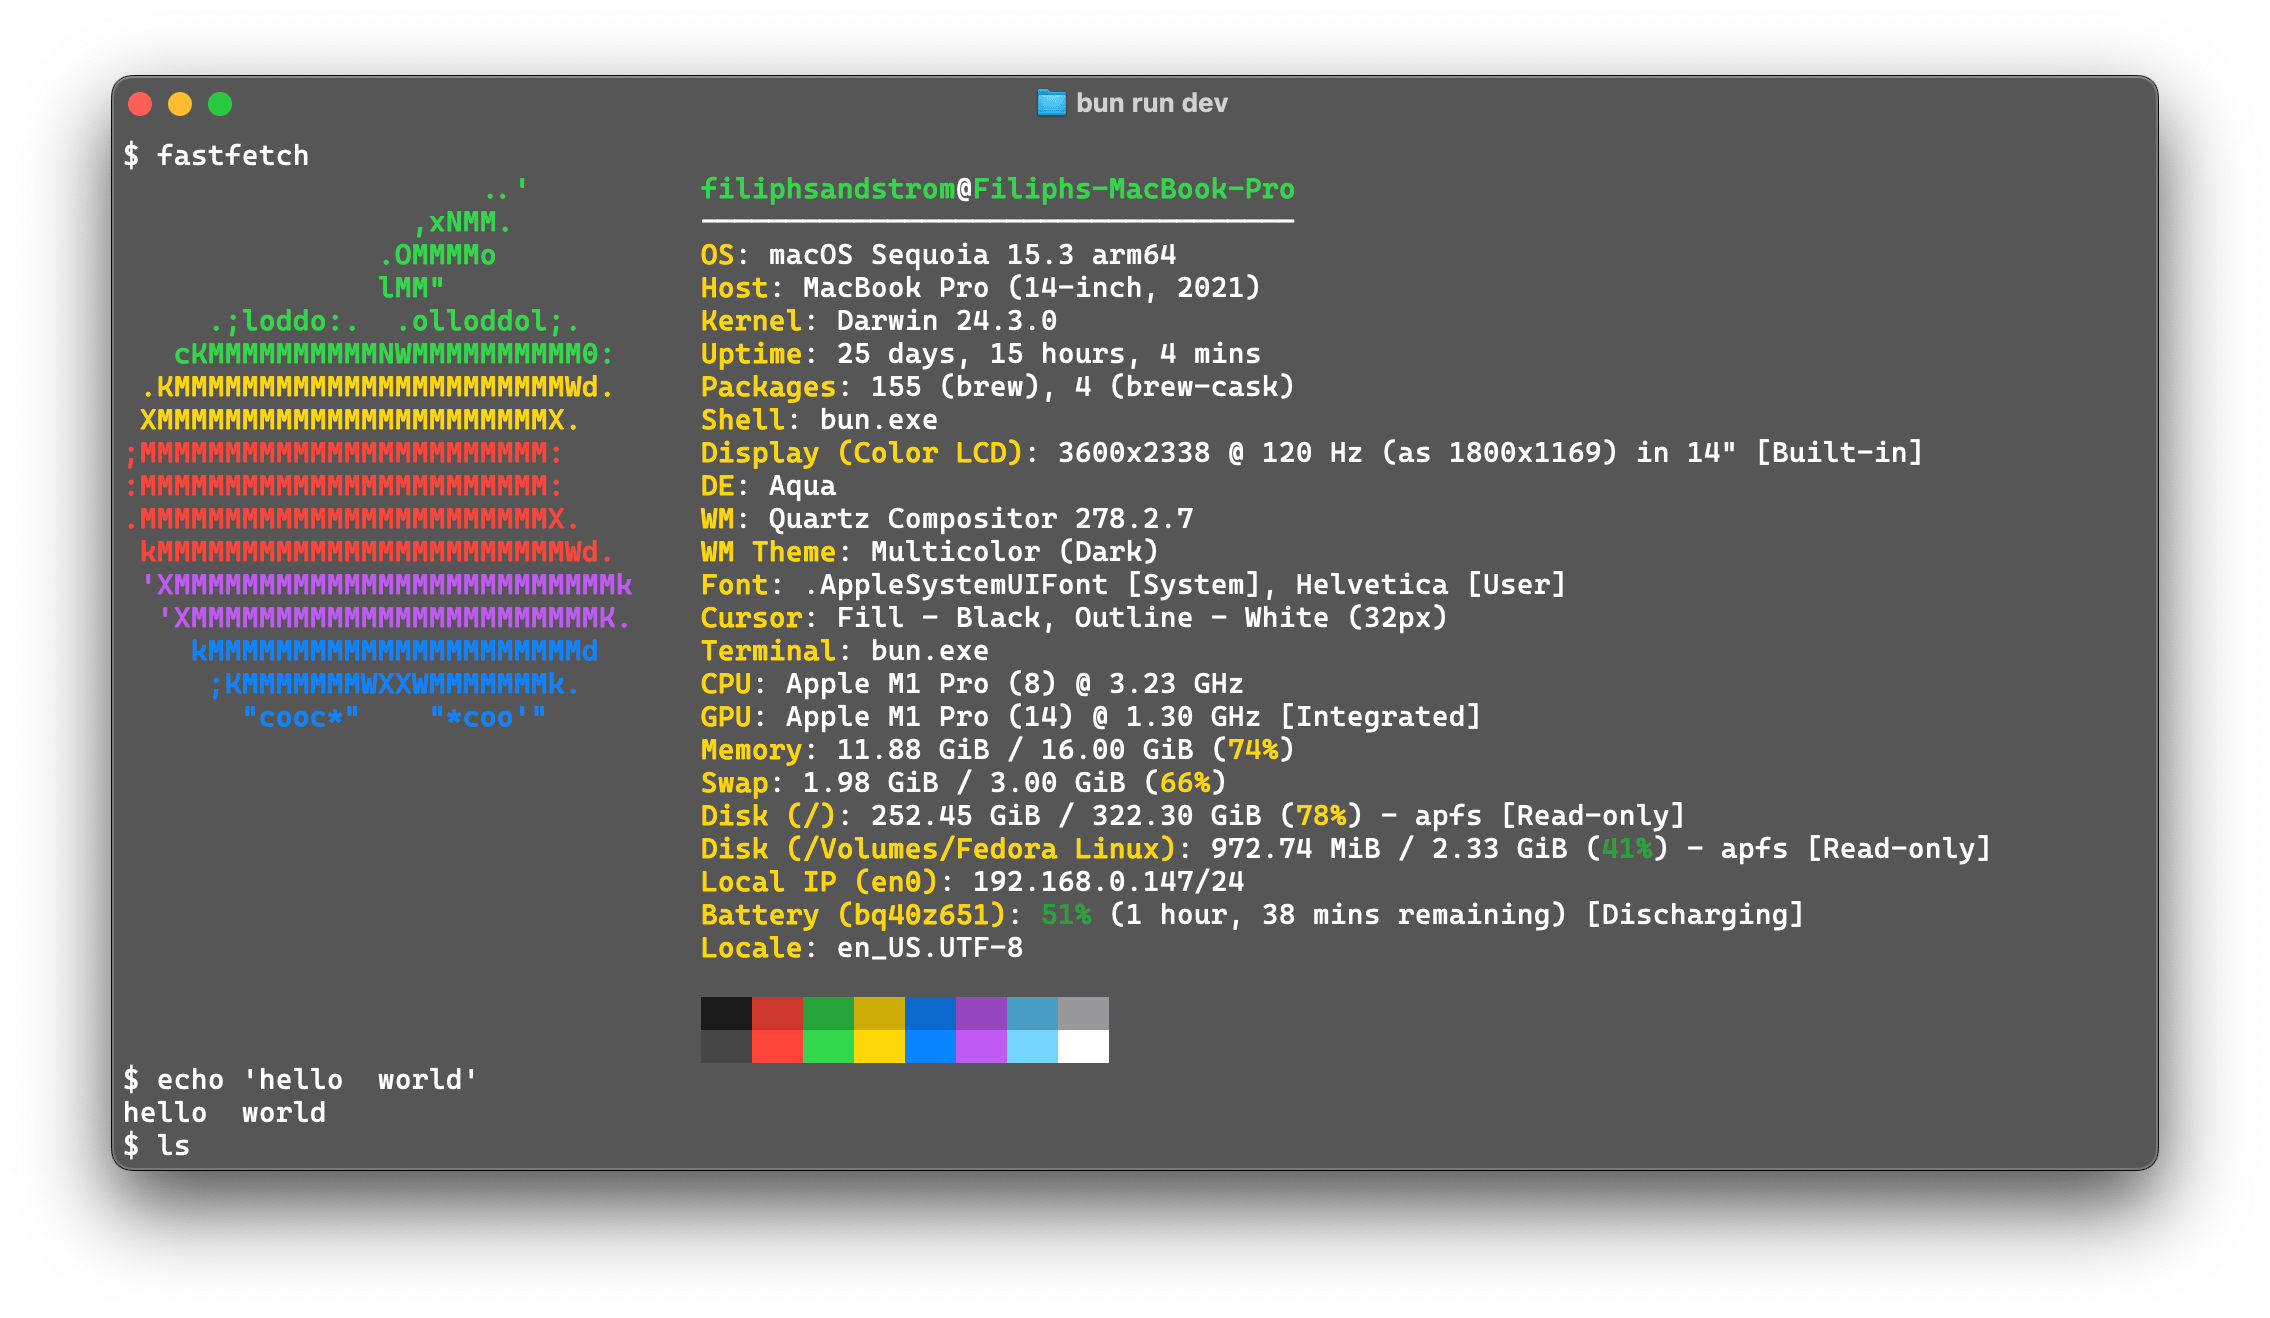 bun run dev
$ fastfetch
..'
,xNMM.
.OMMMMo
lMM"
.;loddo:.  .olloddol;.
cKMMMMMMMMMMNWMMMMMMMMMM0:
.KMMMMMMMMMMMMMMMMMMMMMMMWd.
XMMMMMMMMMMMMMMMMMMMMMMMX.
;MMMMMMMMMMMMMMMMMMMMMMMM:
:MMMMMMMMMMMMMMMMMMMMMMMM:
.MMMMMMMMMMMMMMMMMMMMMMMMX.
kMMMMMMMMMMMMMMMMMMMMMMMMWd.
'XMMMMMMMMMMMMMMMMMMMMMMMMMMk
'XMMMMMMMMMMMMMMMMMMMMMMMMK.
kMMMMMMMMMMMMMMMMMMMMMMd
;KMMMMMMMWXXWMMMMMMMk.
"cooc*"    "*coo'"
filiphsandstrom@Filiphs-MacBook-Pro
-----------------------------------
OS: macOS Sequoia 15.3 arm64
Host: MacBook Pro (14-inch, 2021)
Kernel: Darwin 24.3.0
Uptime: 25 days, 15 hours, 4 mins
Packages: 155 (brew), 4 (brew-cask)
Shell: bun.exe
Display (Color LCD): 3600x2338 @ 120 Hz (as 1800x1169) in 14" [Built-in]
DE: Aqua
WM: Quartz Compositor 278.2.7
WM Theme: Multicolor (Dark)
Font: .AppleSystemUIFont [System], Helvetica [User]
Cursor: Fill - Black, Outline - White (32px)
Terminal: bun.exe
CPU: Apple M1 Pro (8) @ 3.23 GHz
GPU: Apple M1 Pro (14) @ 1.30 GHz [Integrated]
Memory: 11.88 GiB / 16.00 GiB (74%)
Swap: 1.98 GiB / 3.00 GiB (66%)
Disk (/): 252.45 GiB / 322.30 GiB (78%) - apfs [Read-only]
Disk (/Volumes/Fedora Linux): 972.74 MiB / 2.33 GiB (41%) - apfs [Read-only]
Local IP (en0): 192.168.0.147/24
Battery (bq40z651): 51% (1 hour, 38 mins remaining) [Discharging]
Locale: en_US.UTF-8
$ echo 'hello  world'
hello  world
$ ls